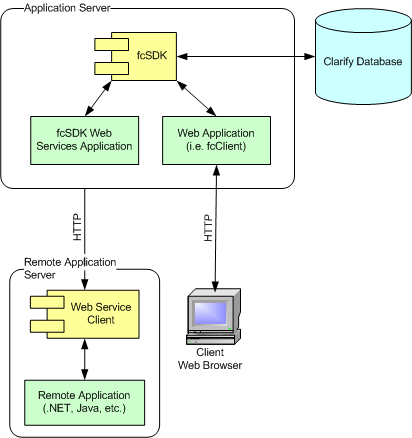 Application Server
fcSDK
Clarify Database
fcSDK Web
Services Application
Web Application
(i.e. fcClient)
HTTP
HTTP
Remote Application
Server
Web Service
Client
Remote Application
(.NET, Java, etc.)
Client
Web Browser